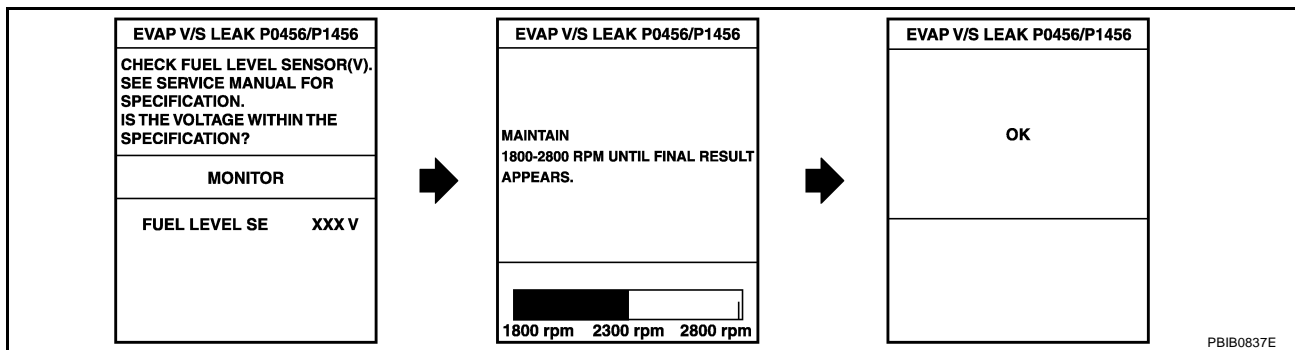 EVAP V/S LEAK P0456/P1456
CHECK FUEL LEVEL SENSOR(V).
SEE SERVICE MANUAL FOR
SPECIFICATION.
IS THE VOLTAGE WITHIN THE
SPECIFICATION?
MONITOR
FUEL LEVEL SE XXX V
EVAP V/S LEAK P0456/P1456
MAINTAIN
1800-2800 RPM UNTIL FINAL RESULT
APPEARS.
1800 rpm 2300 rpm 2800 rpm
EVAP V/S LEAK P0456/P1456
OK
PBIB0837E